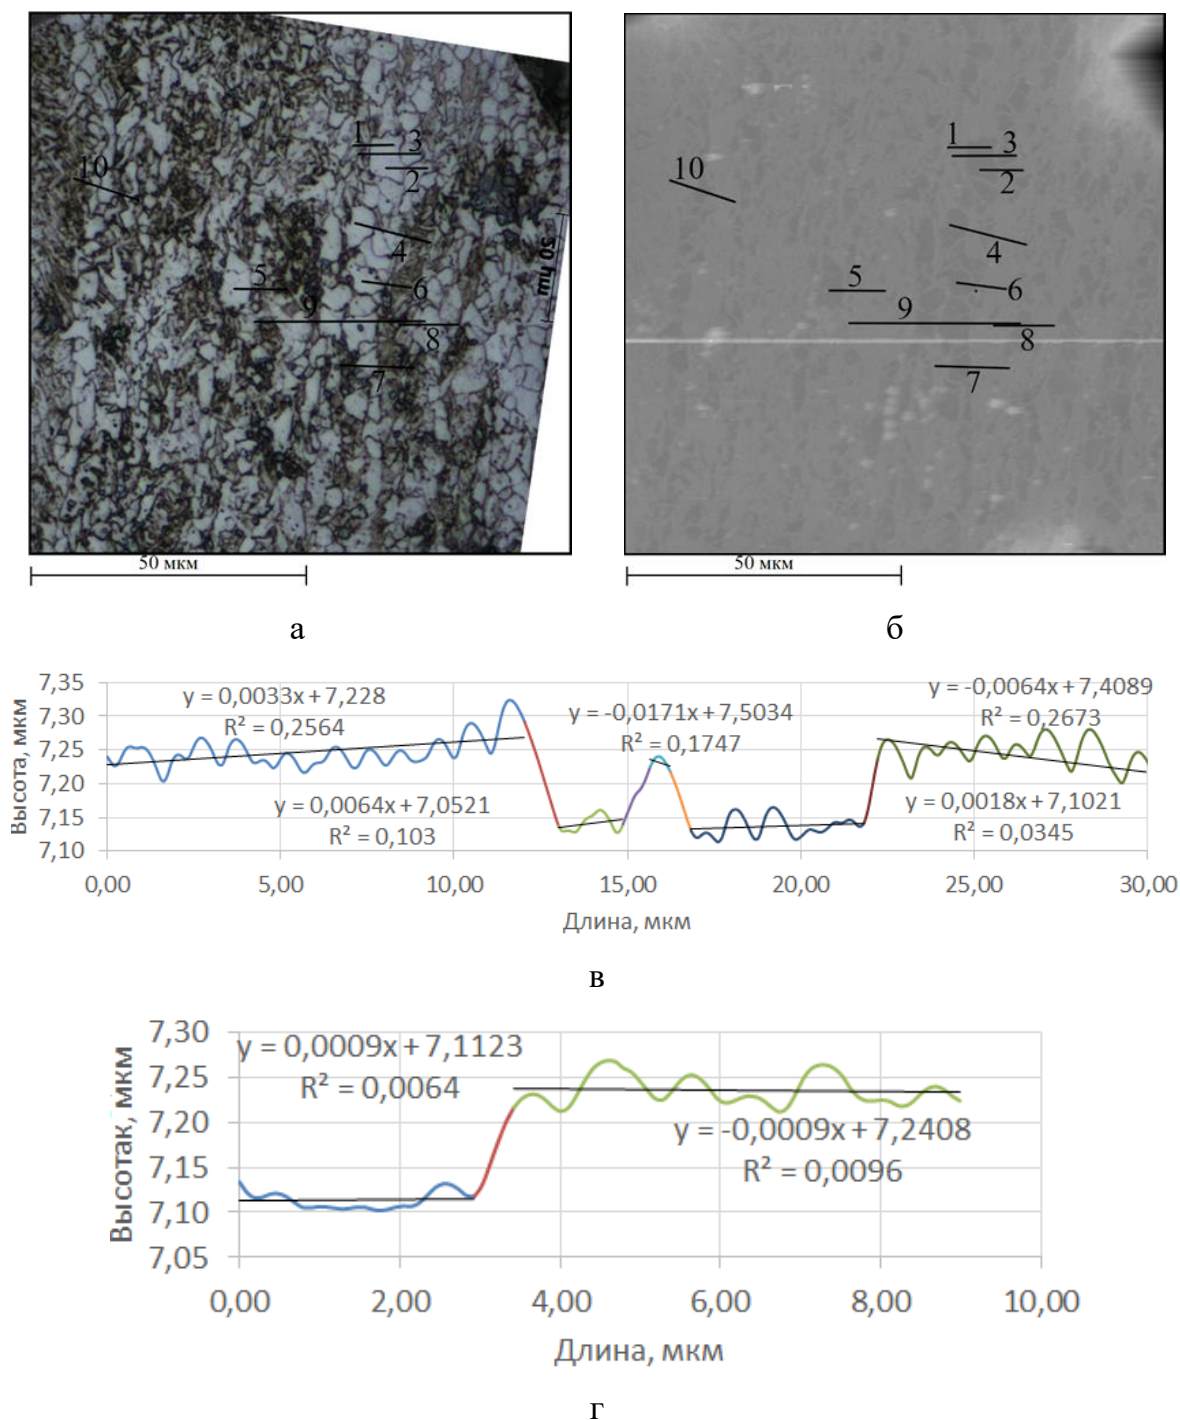 1
3
2
10
4
5
6
9
8
7
20 µm
50 мкм
а
1
3
2
10
4
5
6
9
8
7
50 мкм
б
Высота, мкм
7,35
7,30
7,25
7,20
7,15
7,10
y = 0,0033x + 7,228
R² = 0,2564
y = -0,0171x + 7,5034
R² = 0,1747
y = -0,0064x + 7,4089
R² = 0,2673
y = 0,0064x + 7,0521
R² = 0,103
y = 0,0018x + 7,1021
R² = 0,0345
0,00 5,00 10,00 15,00 20,00 25,00 30,00
Длина, мкм
в
Высотак, мкм
7,30
7,25
7,20
7,15
7,10
7,05
y = 0,0009x + 7,1123
R² = 0,0064
y = -0,0009x + 7,2408
R² = 0,0096
0,00 2,00 4,00 6,00 8,00 10,00
Длина, мкм
г